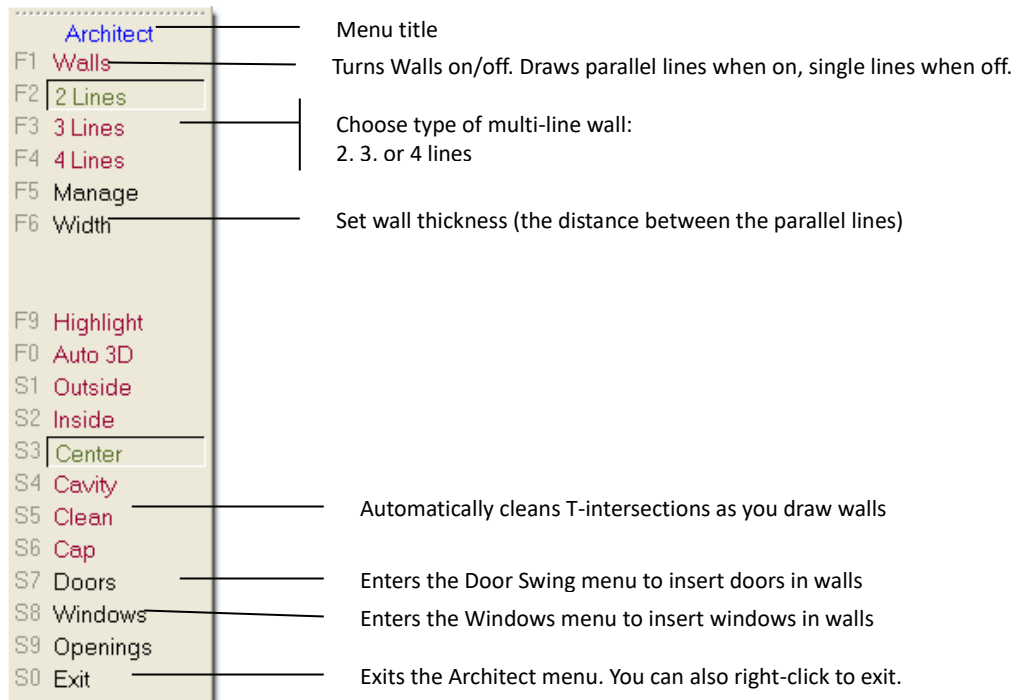 Architect Menu title
F1 Walls Turns Walls on/off. Draws parallel lines when on, single lines when off.
F2 2 Lines
F3 3 Lines Choose type of multi-line wall:
F4 4 Lines 2. 3. or 4 lines
F5 Manage
F6 Width Set wall thickness (the distance between the parallel lines)
F9 Highlight
F0 Auto 3D
S1 Outside
S2 Inside
S3 Center
S4 Cavity
S5 Clean Automatically cleans T-intersections as you draw walls
S6 Cap
S7 Doors Enters the Door Swing menu to insert doors in walls
S8 Windows Enters the Windows menu to insert windows in walls
S9 Openings
S0 Exit Exits the Architect menu. You can also right-click to exit.